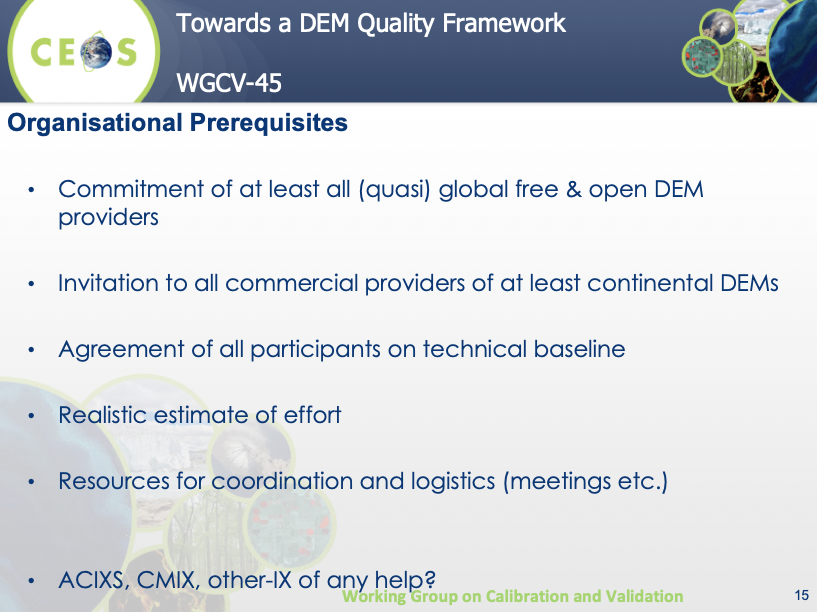 CEOS
Towards a DEM Quality Framework
WGCV-45
Organisational Prerequisites
• Commitment of at least all (quasi) global free & open DEM
providers
• Invitation to all commercial providers of at least continental DEMs
• Agreement of all participants on technical baseline
• Realistic estimate of effort
• Resources for coordination and logistics (meetings etc.)
• ACIXS, CMIX, other-IX of any help?
Working Group on Calibration and Validation
15